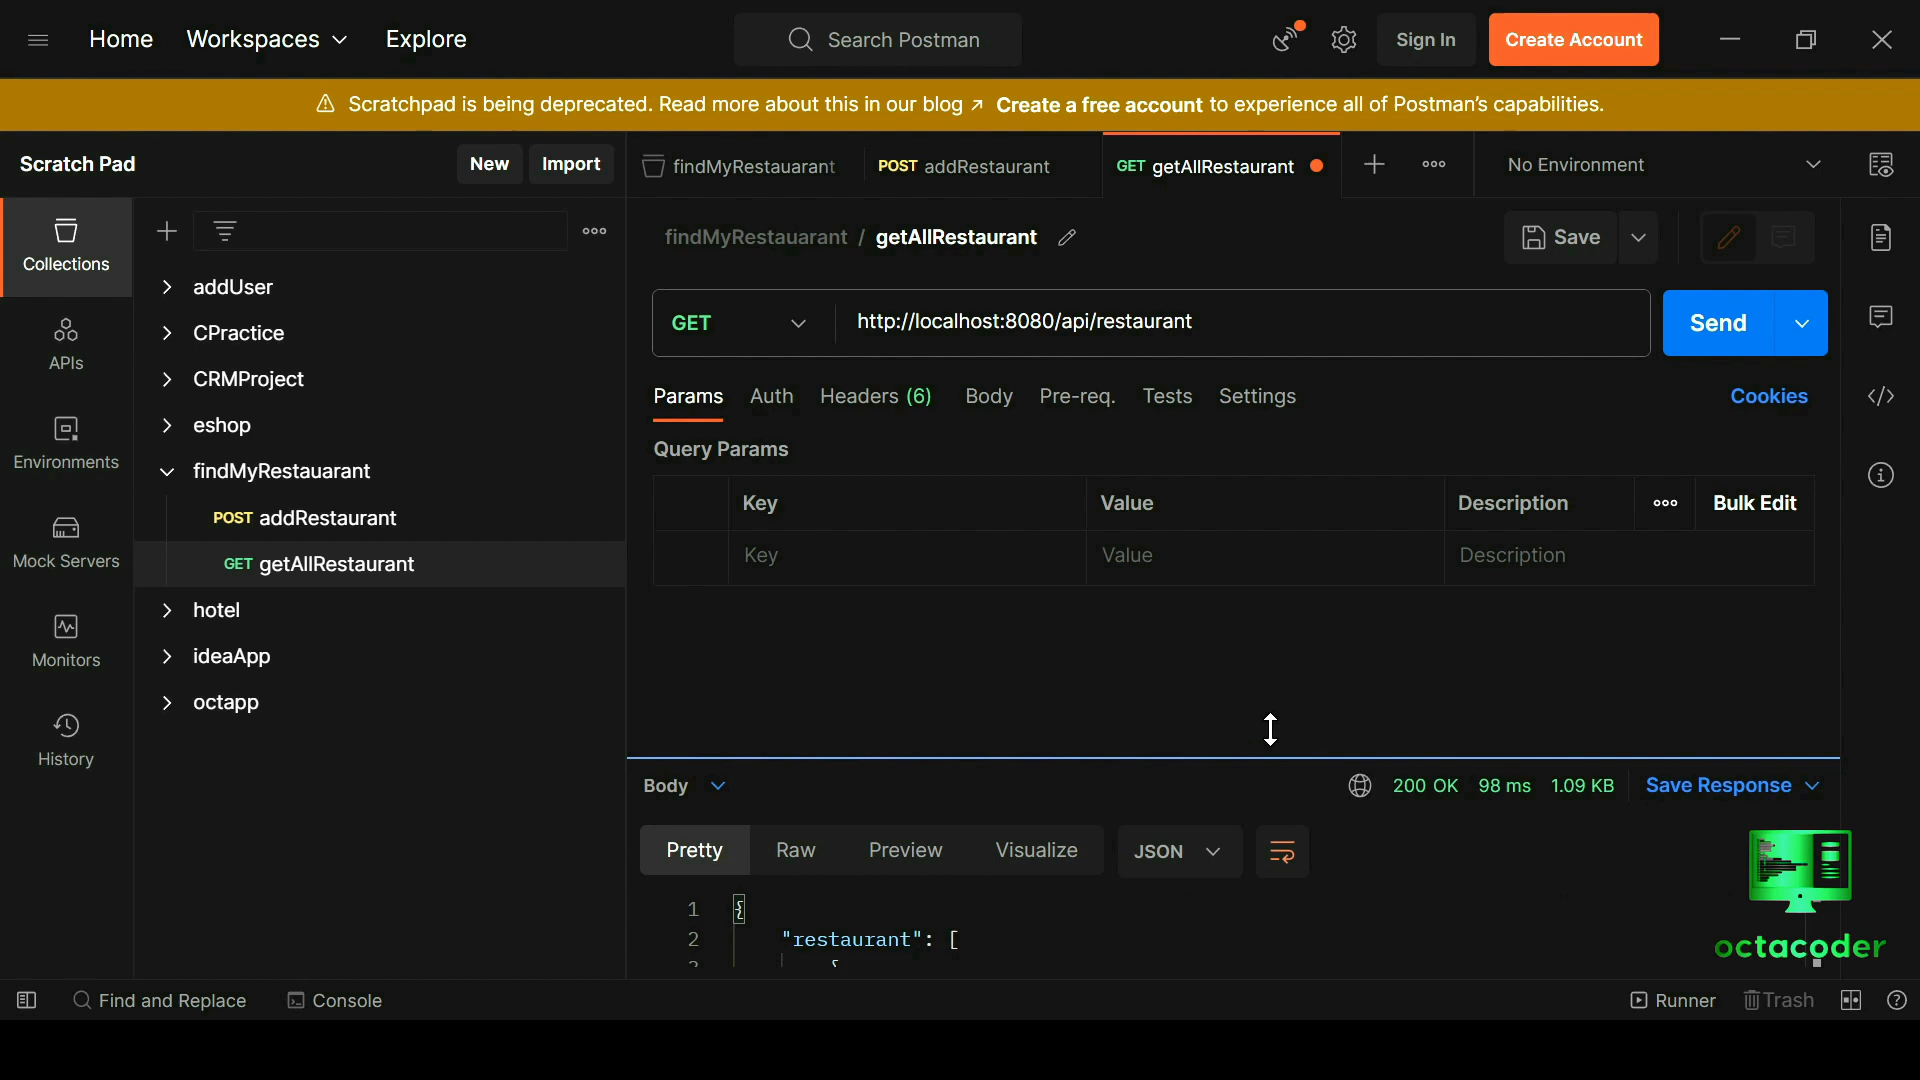 Home Workspaces Explore Search Postman Sign In Create Account
Scratchpad is being deprecated. Read more about this in our blog ↗ Create a free account to experience all of Postman's capabilities.
Scratch Pad New Import findMyRestauarant POST addRestaurant GET getAllRestaurant No Environment
Collections
APIs
Environments
Mock Servers
Monitors
History
addUser
CPractice
CRMProject
eshop
findMyRestauarant
POST addRestaurant
GET getAllRestaurant
hotel
ideaApp
octapp
findMyRestauarant / getAllRestaurant Save
GET http://localhost:8080/api/restaurant Send
Params Auth Headers (6) Body Pre-req. Tests Settings Cookies
Query Params
Key Value Description Bulk Edit
Key Value Description
Body 200 OK 98 ms 1.09 KB Save Response
Pretty Raw Preview Visualize JSON
1 {
2 "restaurant": [
octacoder
Find and Replace Console Runner Trash